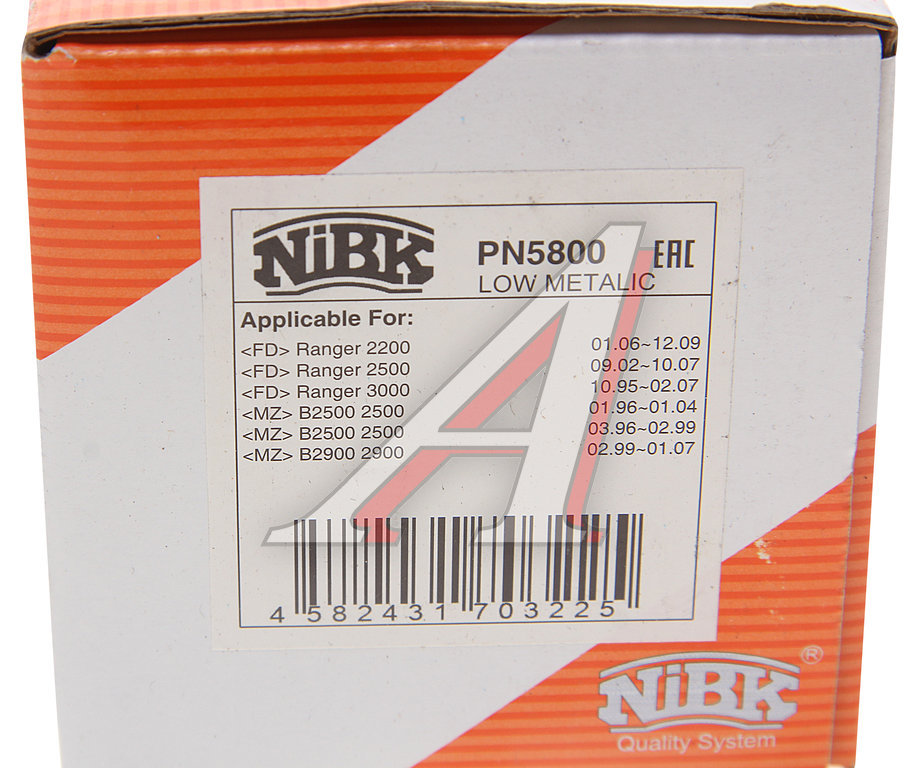 NiBK
PN5800 EAC
LOW METALIC
Applicable For:
<FD> Ranger 2200 01.06~12.09
<FD> Ranger 2500 09.02~10.07
<FD> Ranger 3000 10.95~02.07
<MZ> B2500 2500 01.96~01.04
<MZ> B2500 2500 03.96~02.99
<MZ> B2900 2900 02.99~01.07
4 582431 703225
NiBK®
Quality System